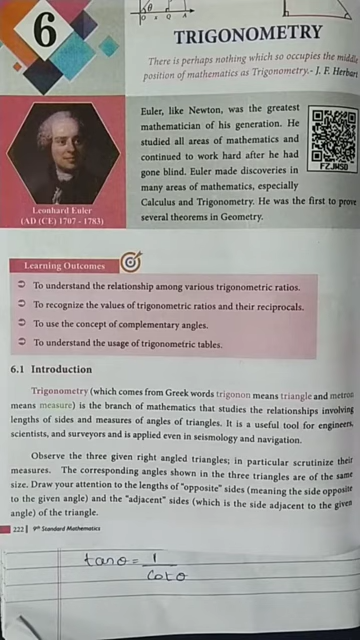 θ
O x Q A
6
TRIGONOMETRY
There is perhaps nothing which so occupies the middle
position of mathematics as Trigonometry.- J. F. Herbart
Euler, like Newton, was the greatest
mathematician of his generation. He
studied all areas of mathematics and
continued to work hard after he had
gone blind. Euler made discoveries in
many areas of mathematics, especially
Calculus and Trigonometry. He was the first to prove
several theorems in Geometry.
FZJWSO
Leonhard Euler
(AD (CE) 1707 - 1783)
Learning Outcomes
To understand the relationship among various trigonometric ratios.
To recognize the values of trigonometric ratios and their reciprocals.
To use the concept of complementary angles.
To understand the usage of trigonometric tables.
6.1 Introduction
Trigonometry (which comes from Greek words trigonon means triangle and metron
means measure) is the branch of mathematics that studies the relationships involving
lengths of sides and measures of angles of triangles. It is a useful tool for engineers,
scientists, and surveyors and is applied even in seismology and navigation.
Observe the three given right angled triangles; in particular scrutinize their
measures. The corresponding angles shown in the three triangles are of the same
size. Draw your attention to the lengths of "opposite" sides (meaning the side opposite
to the given angle) and the "adjacent" sides (which is the side adjacent to the given
angle) of the triangle.
222 9th Standard Mathematics
tanθ = 1
cotθ